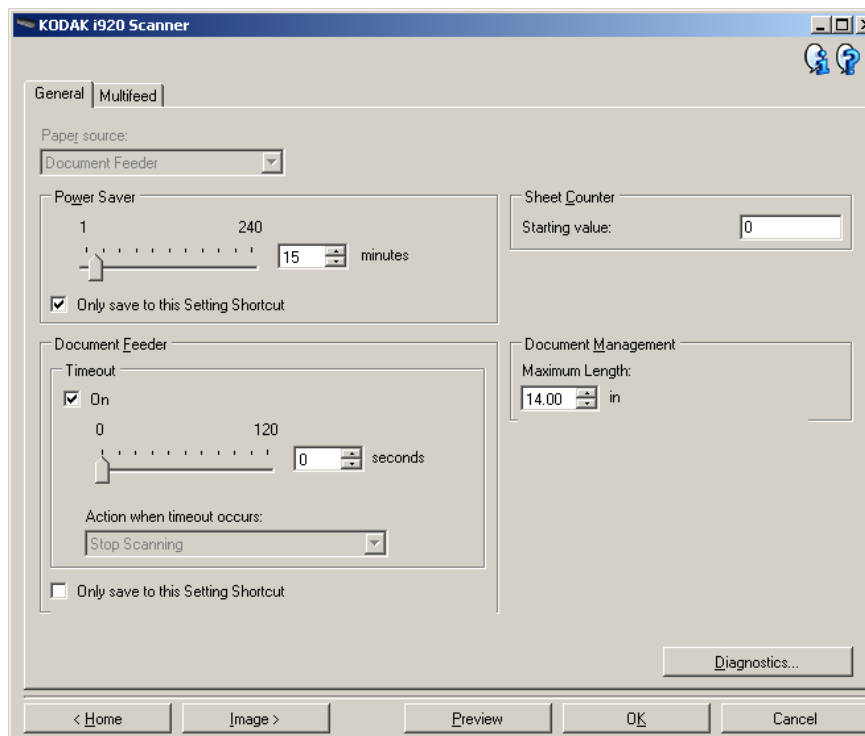 KODAK i920 Scanner
General
Multifeed
Paper source:
Document Feeder
Power Saver
1 240
15 minutes
Only save to this Setting Shortcut
Sheet Counter
Starting value: 0
Document Feeder
Timeout
On
0 120
0 seconds
Action when timeout occurs:
Stop Scanning
Only save to this Setting Shortcut
Document Management
Maximum Length:
14.00 in
Diagnostics...
< Home
Image >
Preview
OK
Cancel